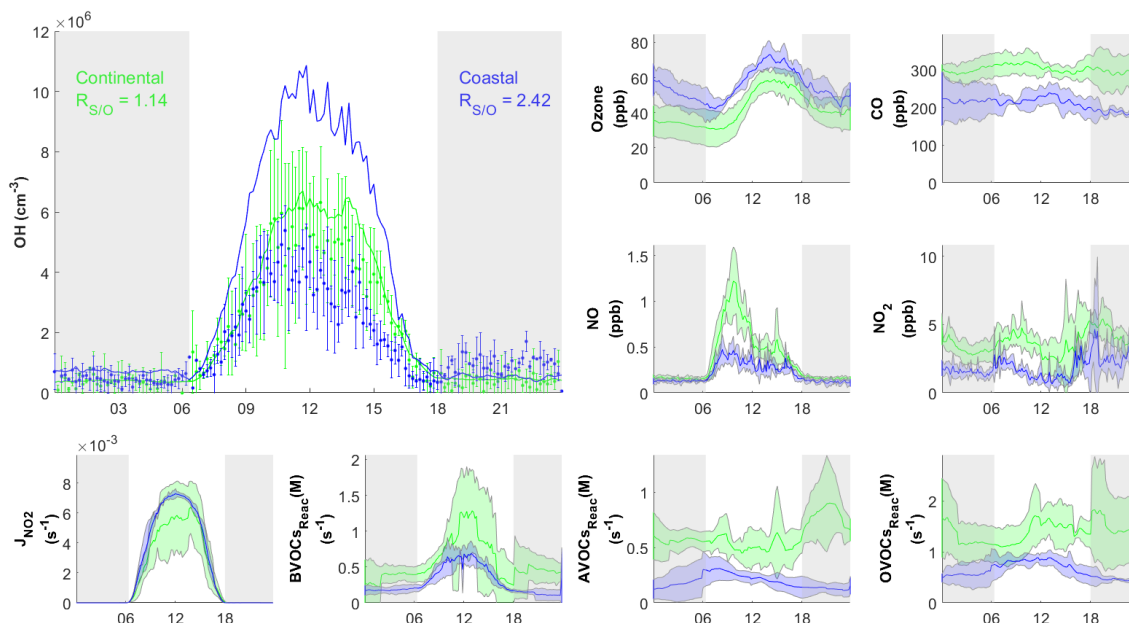 ×10⁶
12
10
8
6
4
2
0
OH (cm⁻³)
Continental
R_S/O = 1.14
Coastal
R_S/O = 2.42
03 06 09 12 15 18 21
80
60
40
20
0
Ozone
(ppb)
06 12 18
300
200
100
0
CO
(ppb)
06 12 18
1.5
1
0.5
0
NO
(ppb)
06 12 18
10
5
0
NO₂
(ppb)
06 12 18
×10⁻³
8
6
4
2
0
J_NO2
(s⁻¹)
06 12 18
2
1.5
1
0.5
0
BVOCs_Reac(M)
(s⁻¹)
06 12 18
1
0.5
0
AVOCs_Reac(M)
(s⁻¹)
06 12 18
2
1
0
OVOCs_Reac(M)
(s⁻¹)
06 12 18